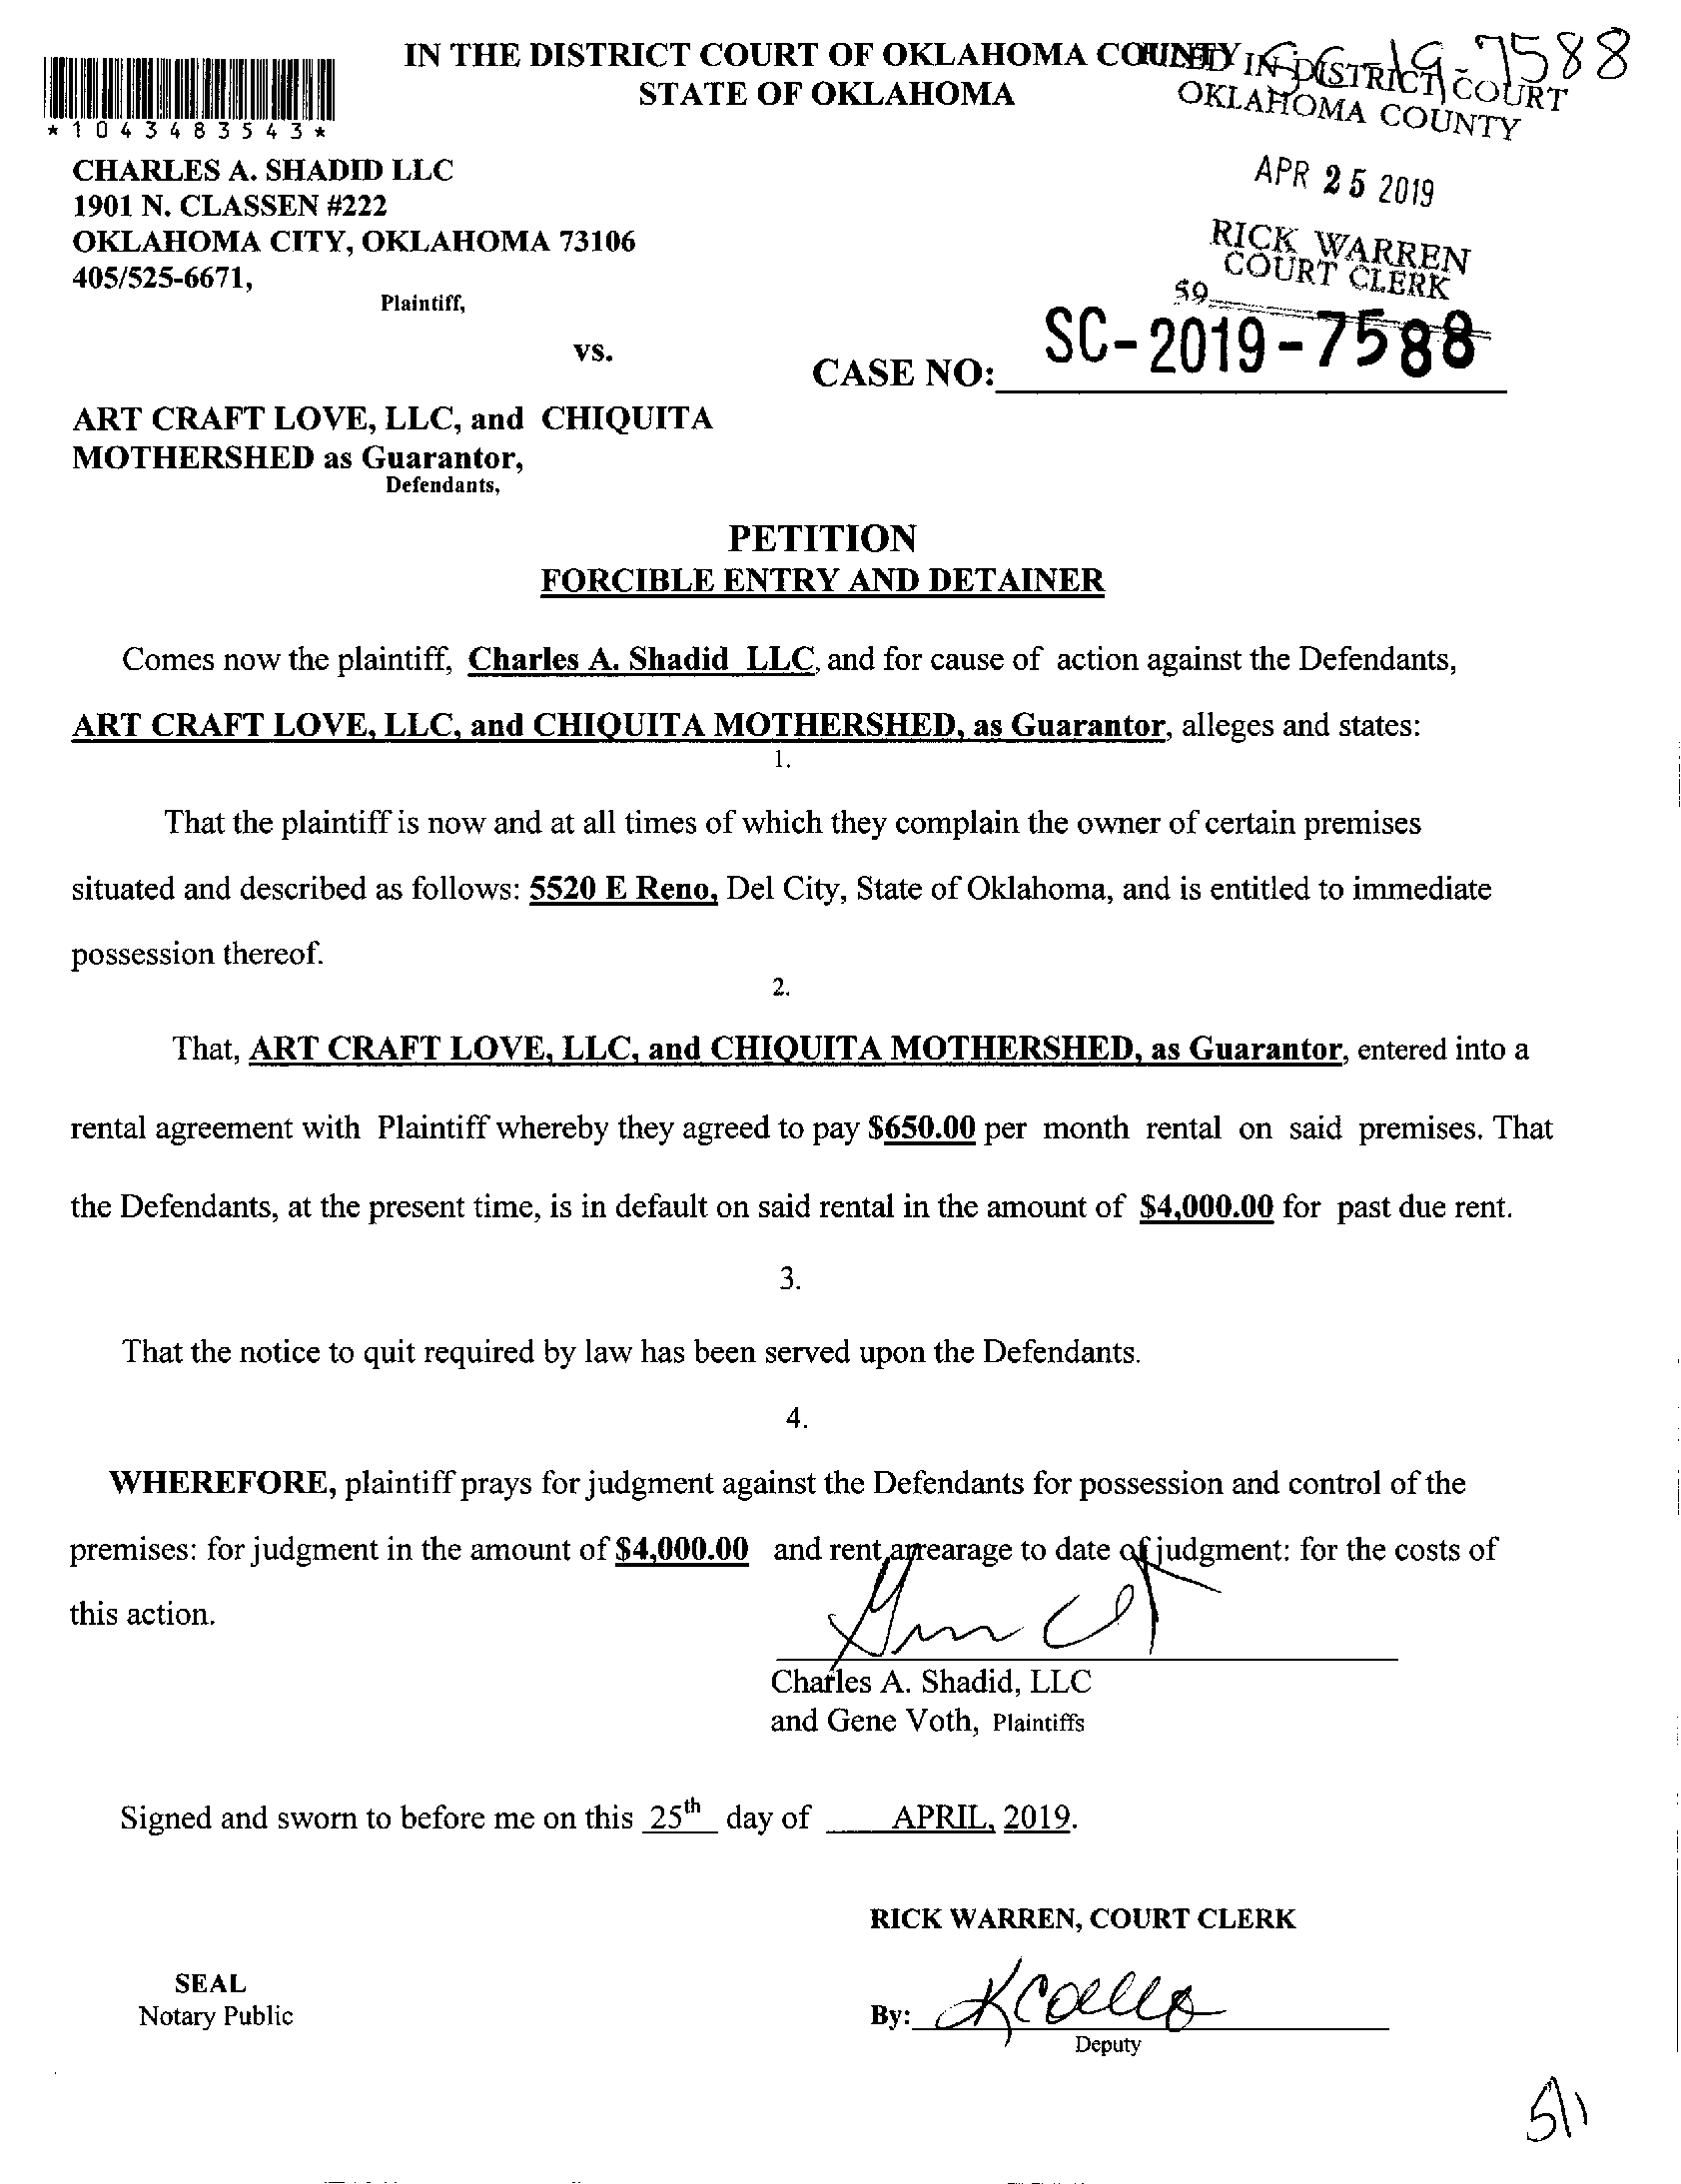 IN THE DISTRICT COURT OF OKLAHOMA COUNTY
STATE OF OKLAHOMA
SC-19-7588
FILED IN DISTRICT COURT
OKLAHOMA COUNTY
*1043483543*
APR 25 2019
RICK WARREN
COURT CLERK
59
CHARLES A. SHADID LLC
1901 N. CLASSEN #222
OKLAHOMA CITY, OKLAHOMA 73106
405/525-6671,
Plaintiff,
vs.
CASE NO: SC-2019-7588
ART CRAFT LOVE, LLC, and CHIQUITA
MOTHERSHED as Guarantor,
Defendants,
PETITION
FORCIBLE ENTRY AND DETAINER
Comes now the plaintiff, Charles A. Shadid LLC, and for cause of action against the Defendants,
ART CRAFT LOVE, LLC, and CHIQUITA MOTHERSHED, as Guarantor, alleges and states:
1.
That the plaintiff is now and at all times of which they complain the owner of certain premises
situated and described as follows: 5520 E Reno, Del City, State of Oklahoma, and is entitled to immediate
possession thereof.
2.
That, ART CRAFT LOVE, LLC, and CHIQUITA MOTHERSHED, as Guarantor, entered into a
rental agreement with Plaintiff whereby they agreed to pay $650.00 per month rental on said premises. That
the Defendants, at the present time, is in default on said rental in the amount of $4,000.00 for past due rent.
3.
That the notice to quit required by law has been served upon the Defendants.
4.
WHEREFORE, plaintiff prays for judgment against the Defendants for possession and control of the
premises: for judgment in the amount of $4,000.00 and rent arrearage to date of judgment: for the costs of
this action.
Charles A. Shadid, LLC
and Gene Voth, Plaintiffs
Signed and sworn to before me on this 25th day of APRIL, 2019.
RICK WARREN, COURT CLERK
SEAL
Notary Public
By:
Deputy